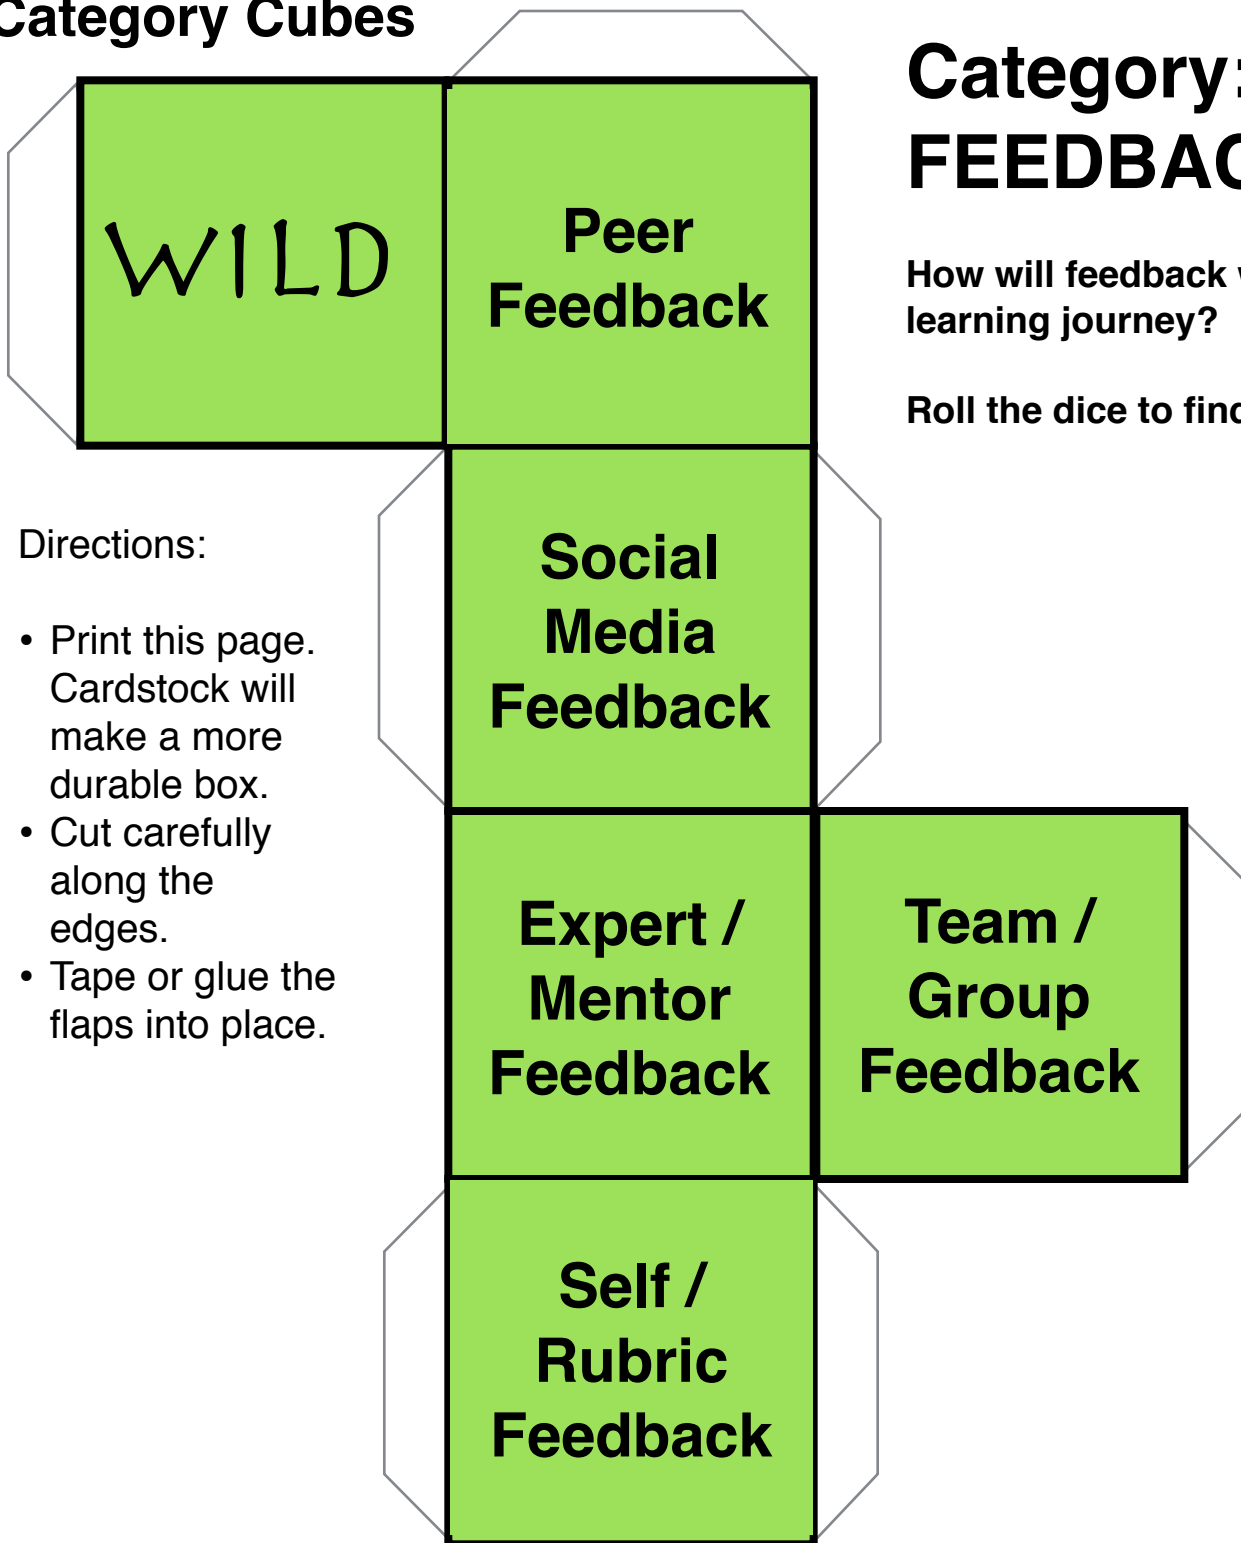 Category Cubes
Category:
FEEDBAC
How will feedback
learning journey?
Roll the dice to find
WILD
Peer
Feedback
Social
Media
Feedback
Directions:
• Print this page.
Cardstock will
make a more
durable box.
• Cut carefully
along the
edges.
• Tape or glue the
flaps into place.
Expert /
Mentor
Feedback
Team /
Group
Feedback
Self /
Rubric
Feedback